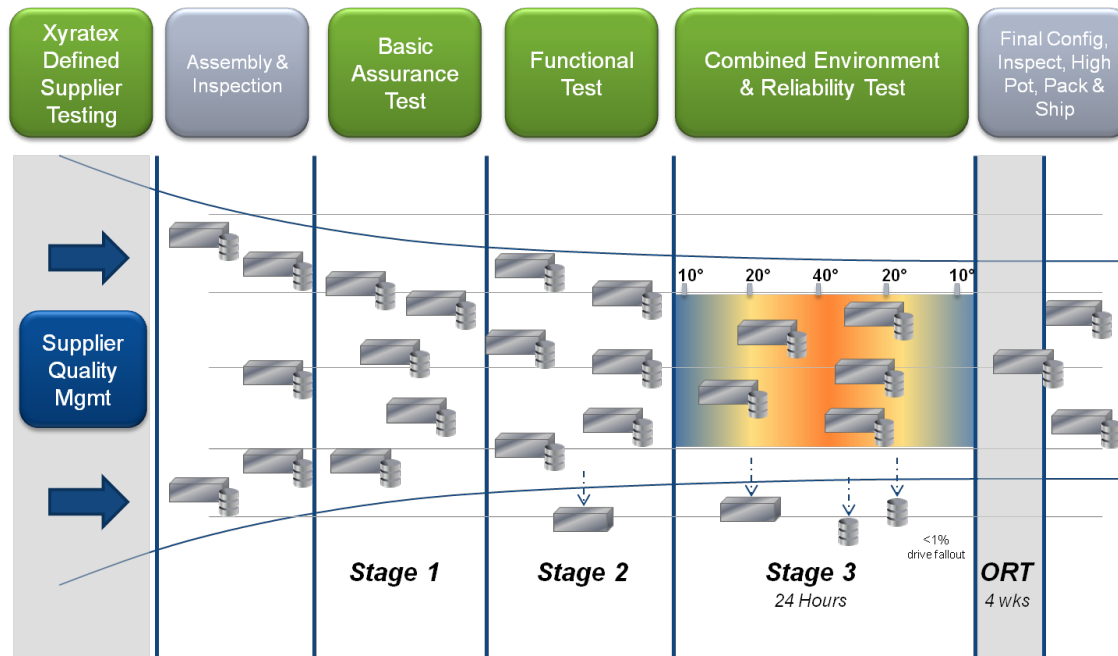 Xyratex
Defined
Supplier
Testing
Assembly &
Inspection
Basic
Assurance
Test
Functional
Test
Combined Environment
& Reliability Test
Final Config,
Inspect, High
Pot, Pack &
Ship
Supplier
Quality
Mgmt
10° 20° 40° 20° 10°
<1%
drive fallout
Stage 1
Stage 2
Stage 3
24 Hours
ORT
4 wks